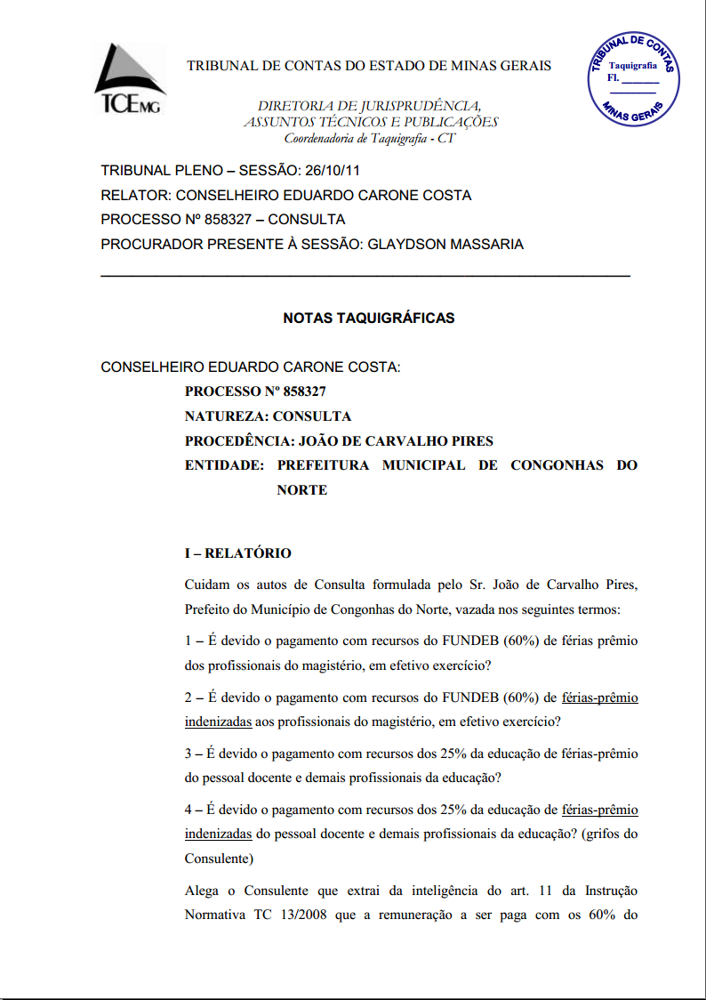 TCEMG
TRIBUNAL DE CONTAS DO ESTADO DE MINAS GERAIS
DIRETORIA DE JURISPRUDÊNCIA,
ASSUNTOS TÉCNICOS E PUBLICAÇÕES
Coordenadoria de Taquigrafia - CT
TRIBUNAL DE CONTAS
Taquigrafia
Fl. ________
__________
MINAS GERAIS
TRIBUNAL PLENO – SESSÃO: 26/10/11
RELATOR: CONSELHEIRO EDUARDO CARONE COSTA
PROCESSO Nº 858327 – CONSULTA
PROCURADOR PRESENTE À SESSÃO: GLAYDSON MASSARIA
NOTAS TAQUIGRÁFICAS
CONSELHEIRO EDUARDO CARONE COSTA:
PROCESSO Nº 858327
NATUREZA: CONSULTA
PROCEDÊNCIA: JOÃO DE CARVALHO PIRES
ENTIDADE: PREFEITURA MUNICIPAL DE CONGONHAS DO
NORTE
I – RELATÓRIO
Cuidam os autos de Consulta formulada pelo Sr. João de Carvalho Pires,
Prefeito do Município de Congonhas do Norte, vazada nos seguintes termos:
1 – É devido o pagamento com recursos do FUNDEB (60%) de férias prêmio
dos profissionais do magistério, em efetivo exercício?
2 – É devido o pagamento com recursos do FUNDEB (60%) de férias-prêmio
indenizadas aos profissionais do magistério, em efetivo exercício?
3 – É devido o pagamento com recursos dos 25% da educação de férias-prêmio
do pessoal docente e demais profissionais da educação?
4 – É devido o pagamento com recursos dos 25% da educação de férias-prêmio
indenizadas do pessoal docente e demais profissionais da educação? (grifos do
Consulente)
Alega o Consulente que extrai da inteligência do art. 11 da Instrução
Normativa TC 13/2008 que a remuneração a ser paga com os 60% do